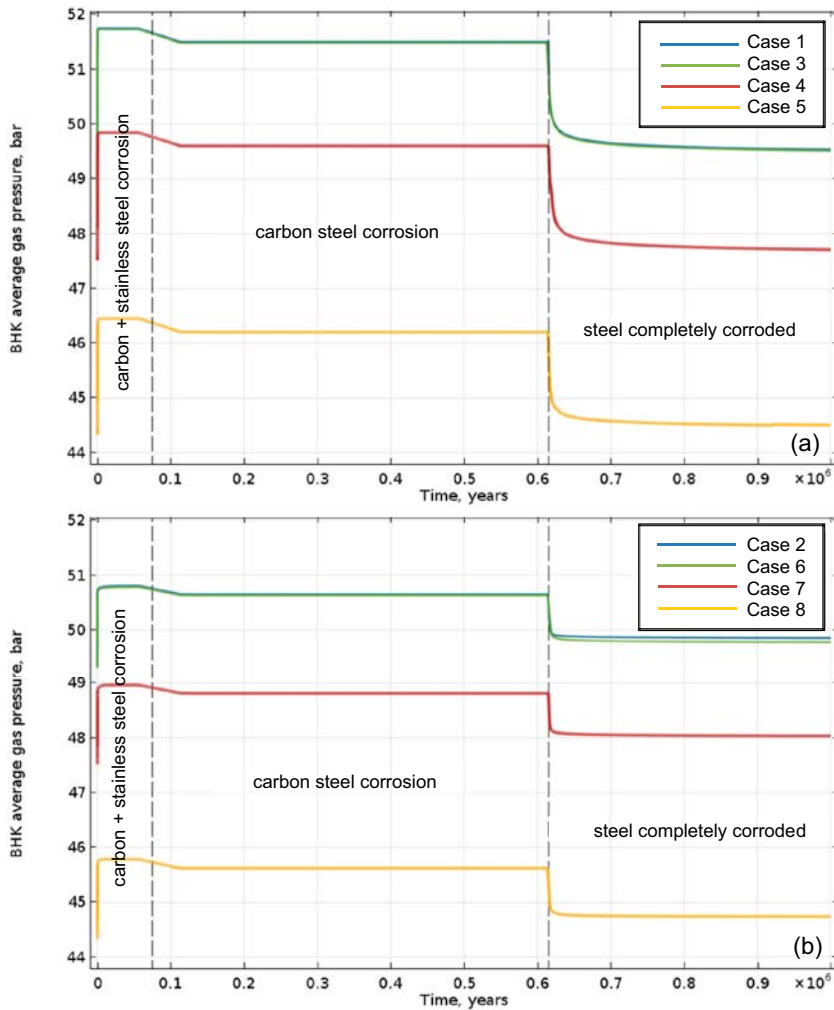 52
51
50
49
48
47
46
45
44
BHK average gas pressure, bar
Case 1
Case 3
Case 4
Case 5
carbon + stainless steel corrosion
carbon steel corrosion
steel completely corroded
(a)
0 0.1 0.2 0.3 0.4 0.5 0.6 0.7 0.8 0.9 ×10⁶
Time, years
52
51
50
49
48
47
46
45
44
BHK average gas pressure, bar
Case 2
Case 6
Case 7
Case 8
carbon + stainless steel corrosion
carbon steel corrosion
steel completely corroded
(b)
0 0.1 0.2 0.3 0.4 0.5 0.6 0.7 0.8 0.9 ×10⁶
Time, years